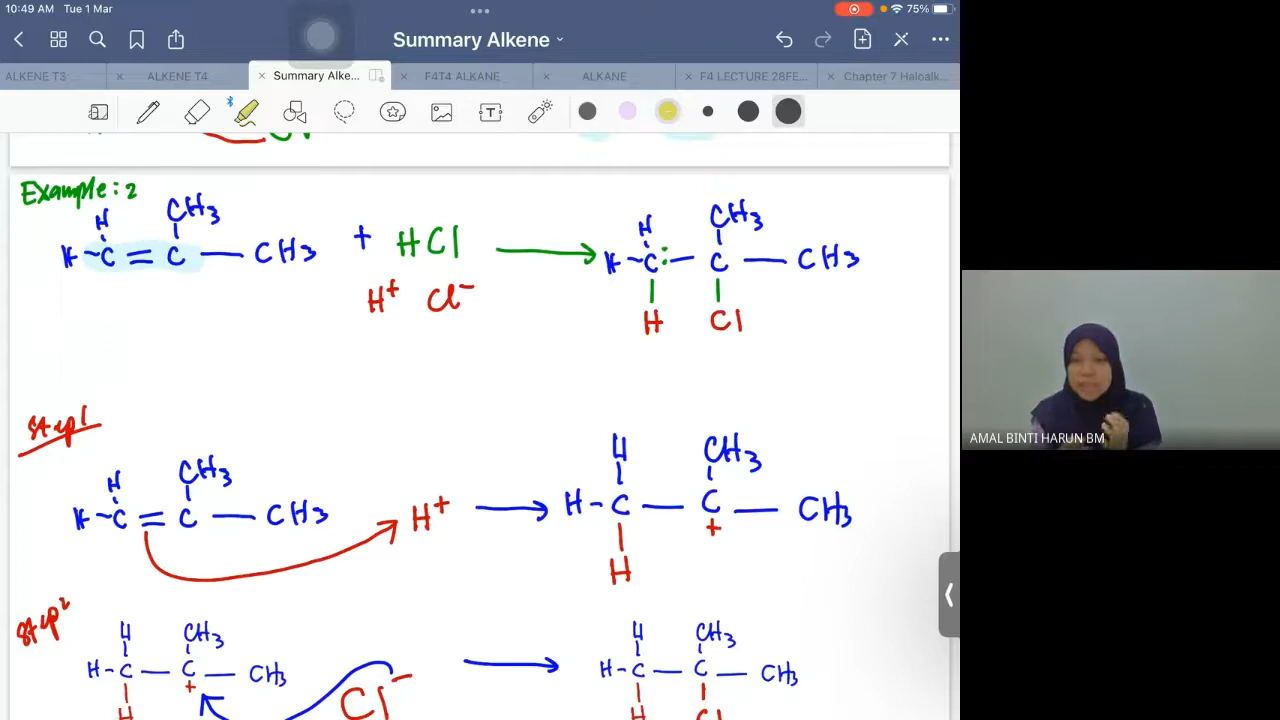 10:49 AM Tue 1 Mar
75%
Summary Alkene
ALKENE T3
ALKENE T4
Summary Alke...
F4T4 ALKANE
ALKANE
F4 LECTURE 28FE...
Chapter 7 Haloalk...
Example: 2
H CH3 H CH3
H - C = C — CH3 + HCl → H - C : — C — CH3
H+ Cl- H Cl
Step 1
H CH3 H CH3
H - C = C — CH3 H+ → H - C — C — CH3
+
H
Step 2
H CH3 H CH3
H - C — C — CH3 Cl- → H - C — C — CH3
+
H H Cl
AMAL BINTI HARUN BM